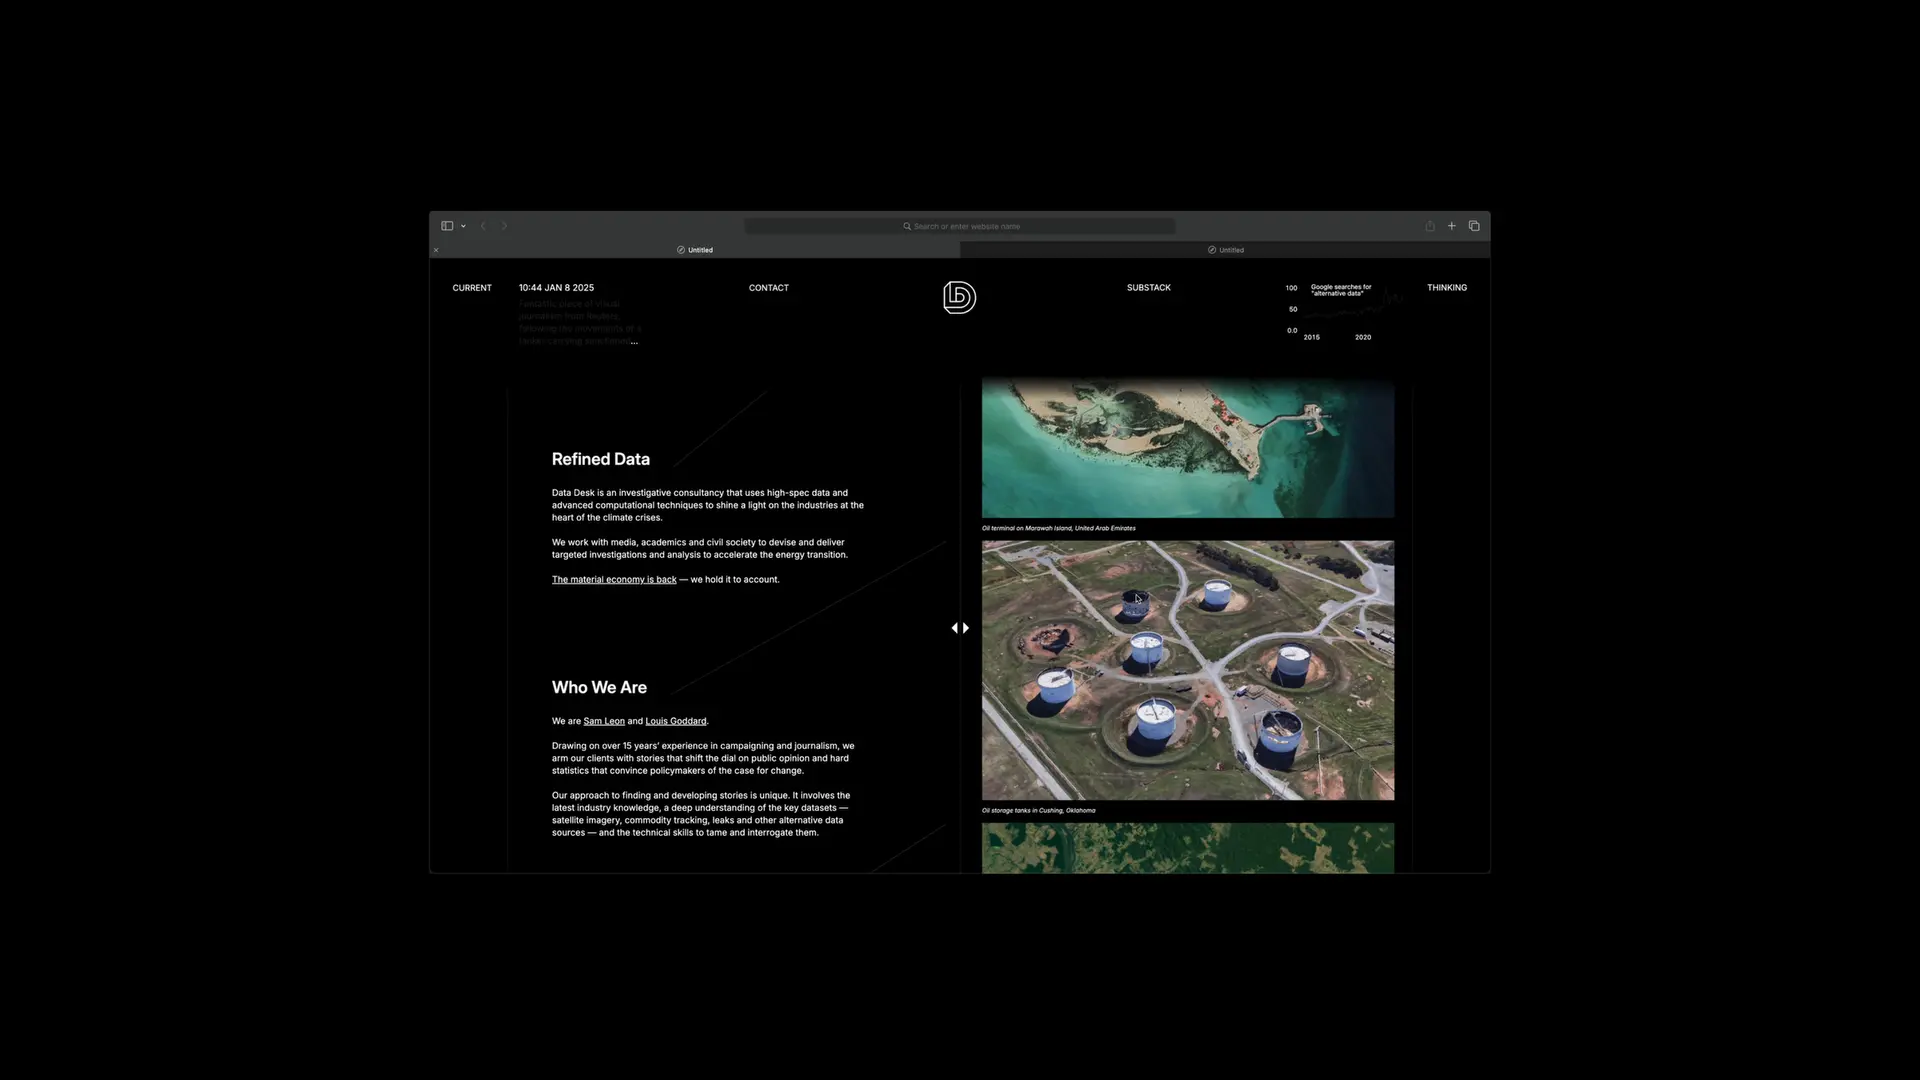 Search or enter website name
Untitled
Untitled
CURRENT
10:44 JAN 8 2025
Fantastic piece of visual
journalism from Reuters,
following the movements of a
...
CONTACT
SUBSTACK
100
50
0.0
Google searches for
"alternative data"
2015
2020
THINKING
Refined Data
Data Desk is an investigative consultancy that uses high-spec data and
advanced computational techniques to shine a light on the industries at the
heart of the climate crises.
We work with media, academics and civil society to devise and deliver
targeted investigations and analysis to accelerate the energy transition.
The material economy is back — we hold it to account.
Who We Are
We are Sam Leon and Louis Goddard.
Drawing on over 15 years' experience in campaigning and journalism, we
arm our clients with stories that shift the dial on public opinion and hard
statistics that convince policymakers of the case for change.
Our approach to finding and developing stories is unique. It involves the
latest industry knowledge, a deep understanding of the key datasets —
satellite imagery, commodity tracking, leaks and other alternative data
sources — and the technical skills to tame and interrogate them.
Oil terminal on Marawah Island, United Arab Emirates
Oil storage tanks in Cushing, Oklahoma